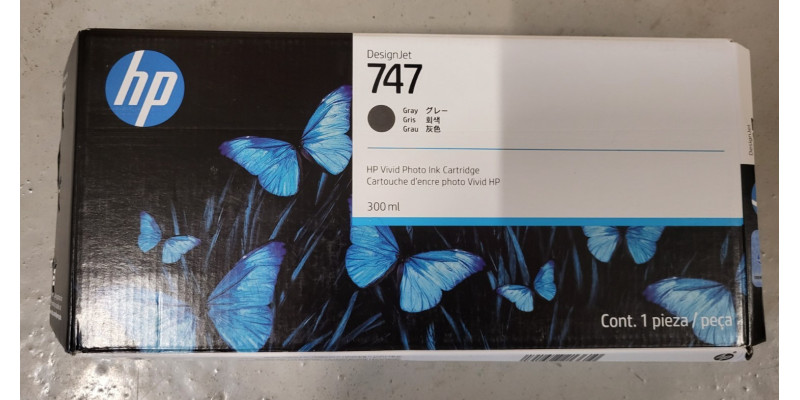 hp
DesignJet
747
Gray グレー
Gris 회색
Grau 灰色
HP Vivid Photo Ink Cartridge
Cartouche d'encre photo Vivid HP
300 ml
Cont. 1 pieza / peça
DesignJet